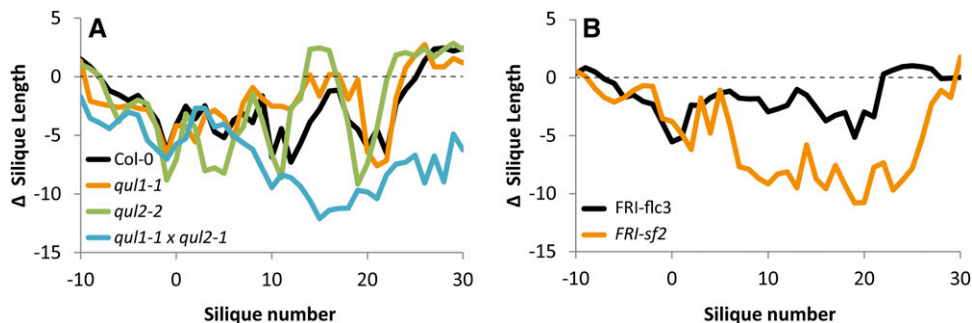 A
Δ Silique Length
5
0
-5
-10
-15
Col-0
qul1-1
qul2-2
qul1-1 x qul2-1
-10 0 10 20 30
Silique number
B
Δ Silique Length
5
0
-5
-10
-15
FRI-flc3
FRI-sf2
-10 0 10 20 30
Silique number